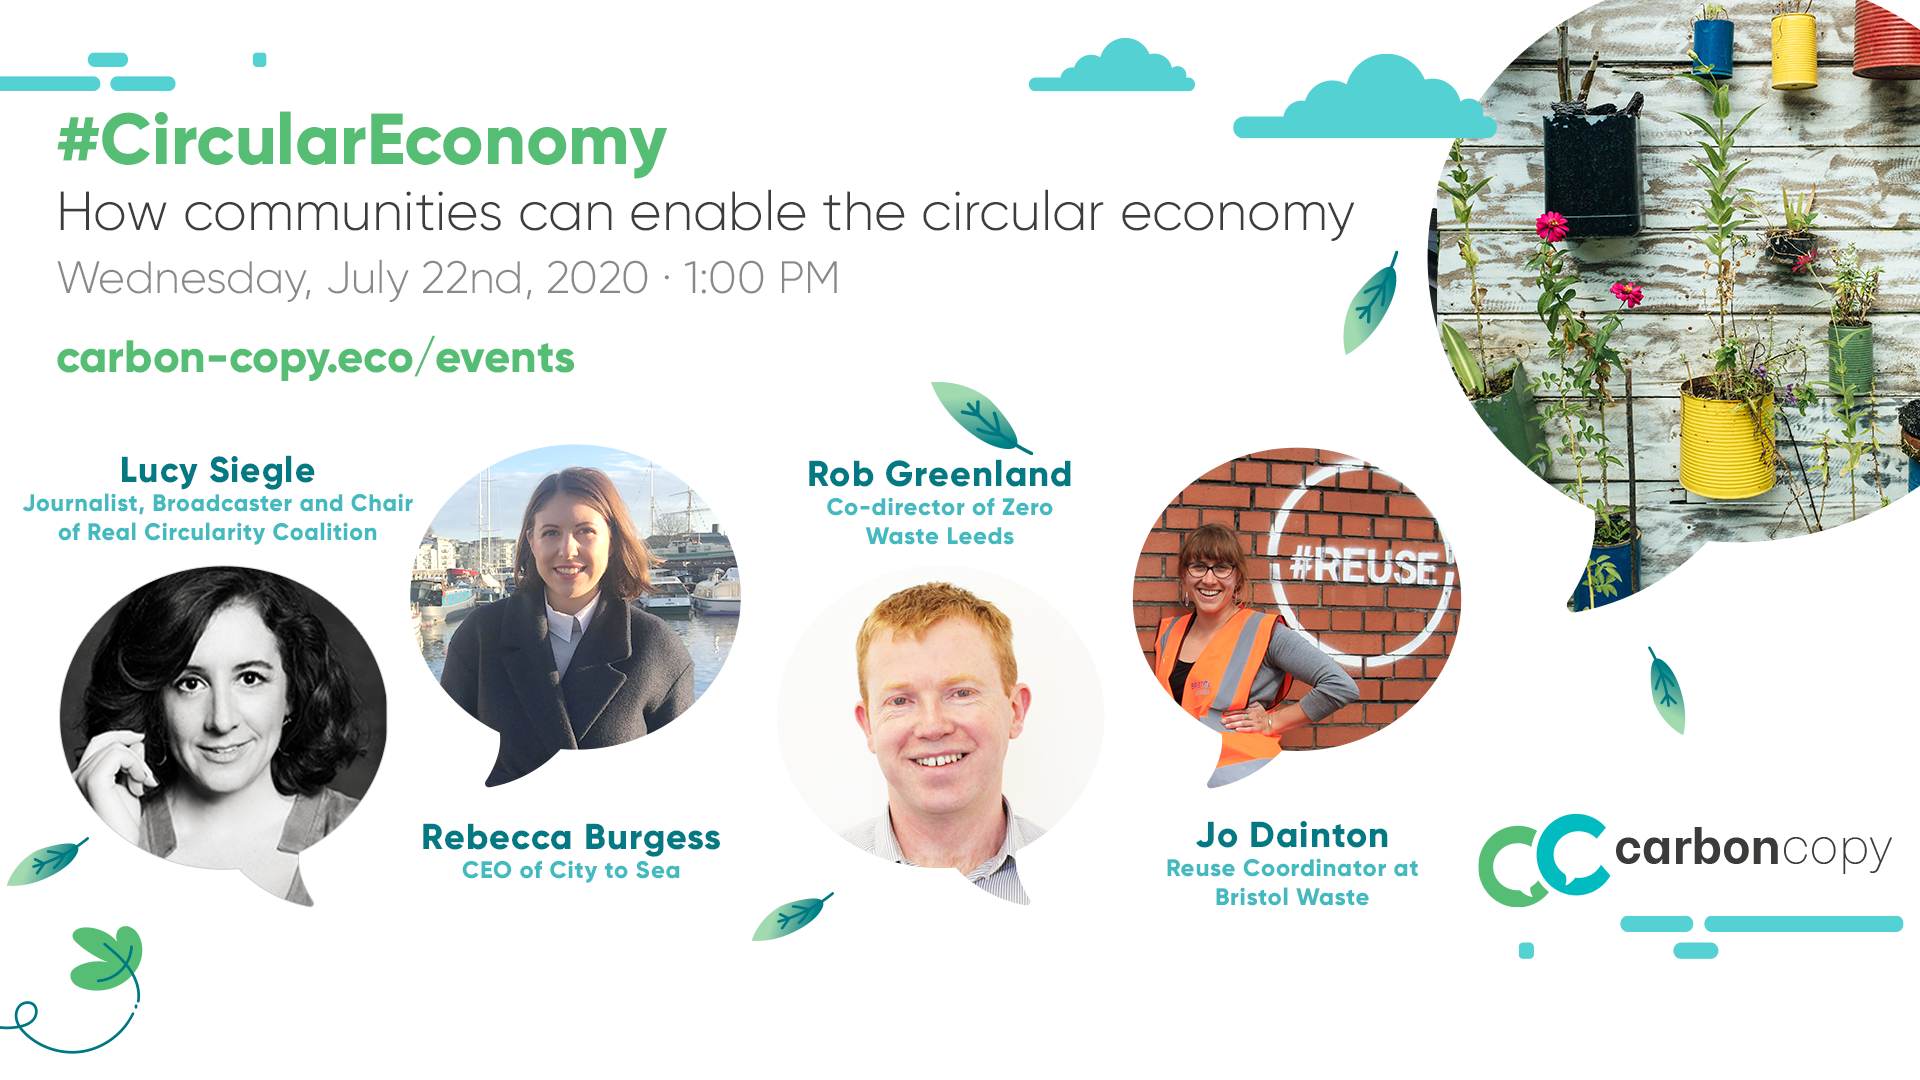 #CircularEconomy
How communities can enable the circular economy
Wednesday, July 22nd, 2020 · 1:00 PM
carbon-copy.eco/events
Lucy Siegle
Journalist, Broadcaster and Chair
of Real Circularity Coalition
Rebecca Burgess
CEO of City to Sea
Rob Greenland
Co-director of Zero
Waste Leeds
#REUSE
Jo Dainton
Reuse Coordinator at
Bristol Waste
carboncopy